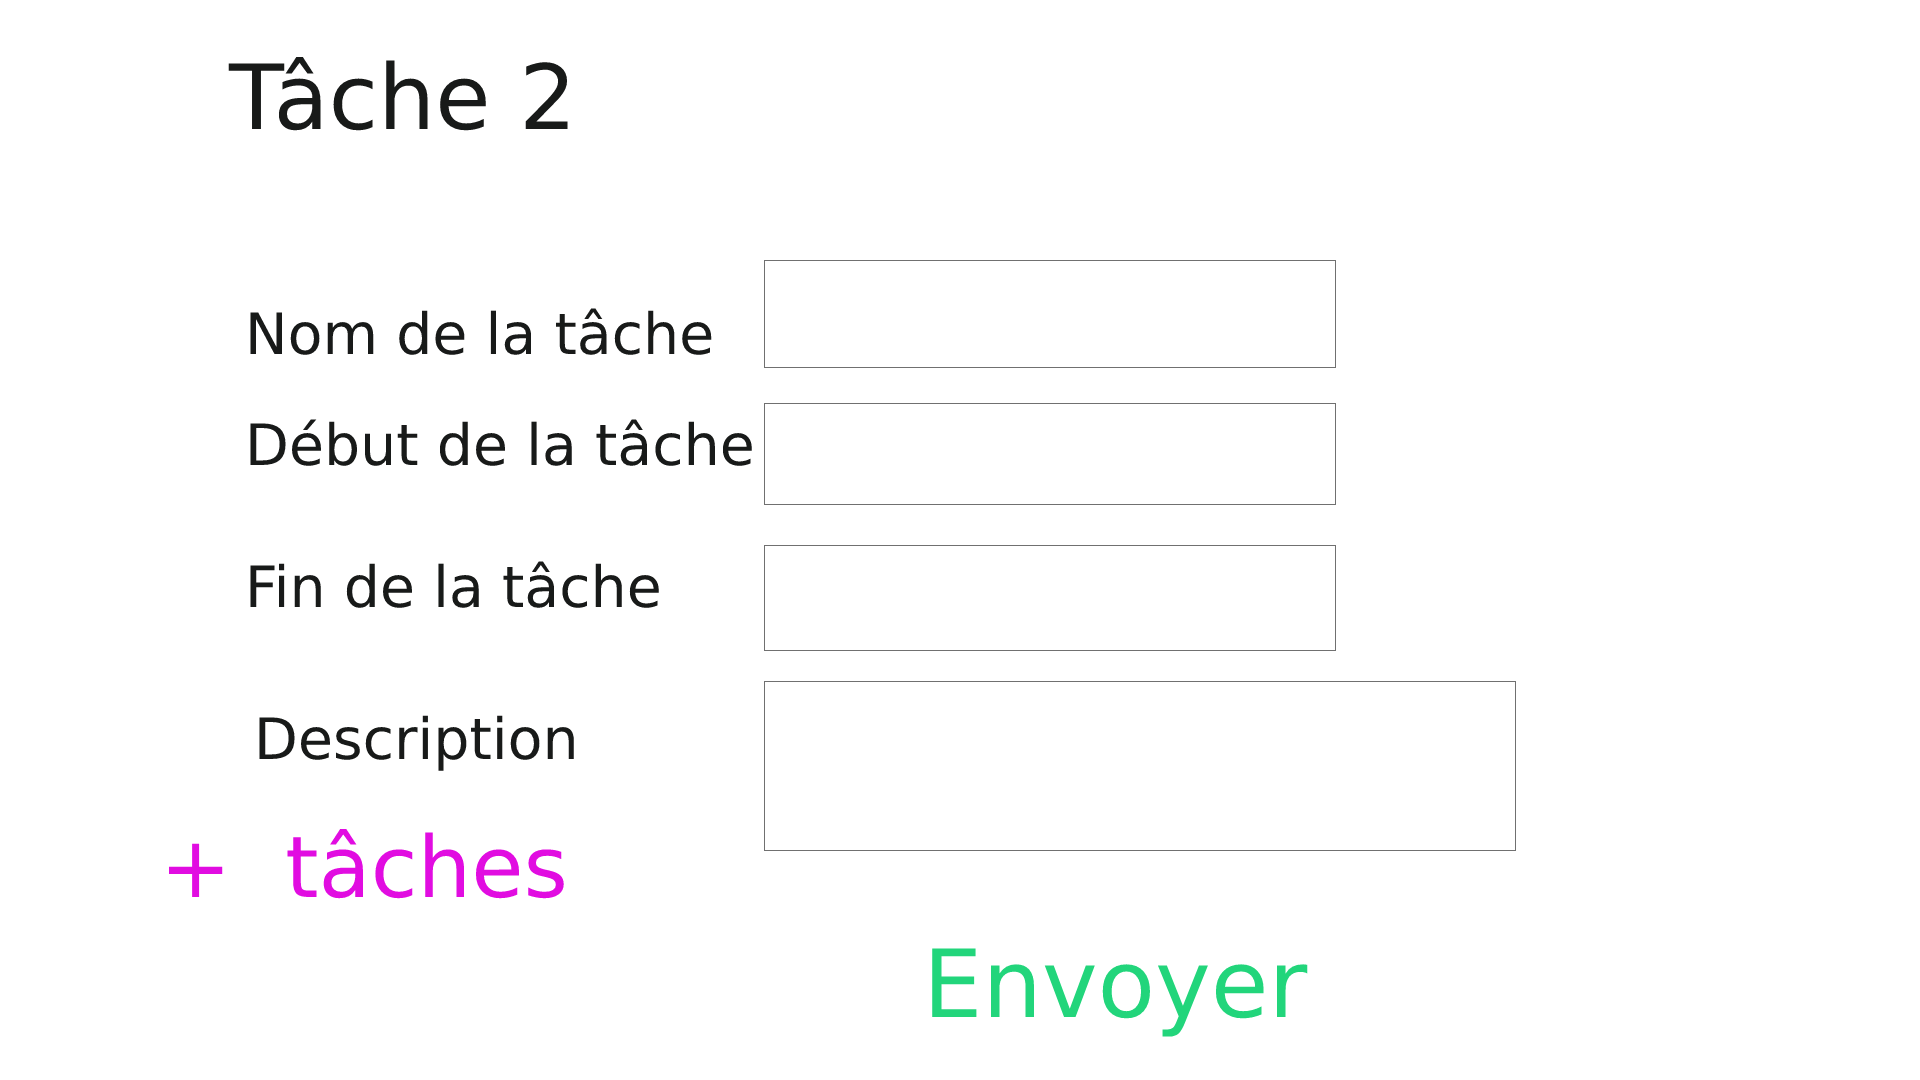 Tâche 2
Nom de la tâche
Début de la tâche
Fin de la tâche
Description
+ tâches
Envoyer